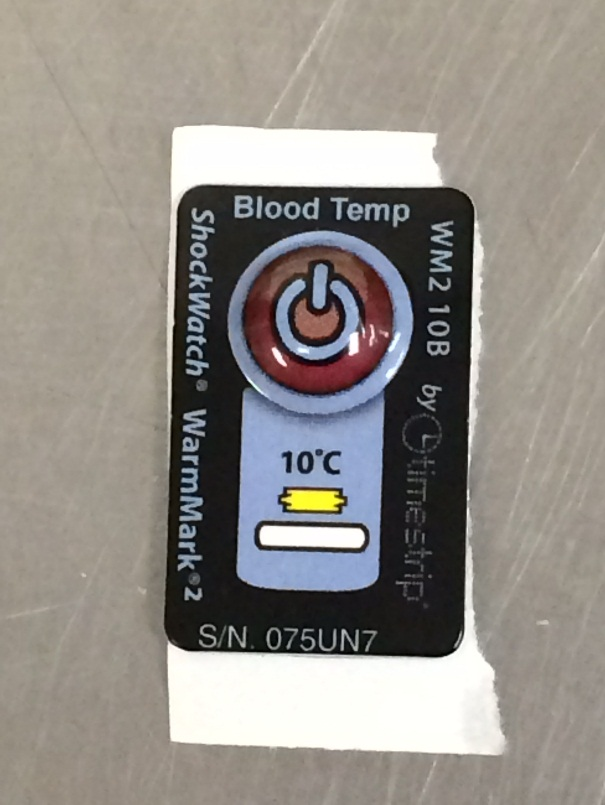 Blood Temp
ShockWatch® WarmMark®2
WM2 10B by timestrip®
10°C
S/N. 075UN7